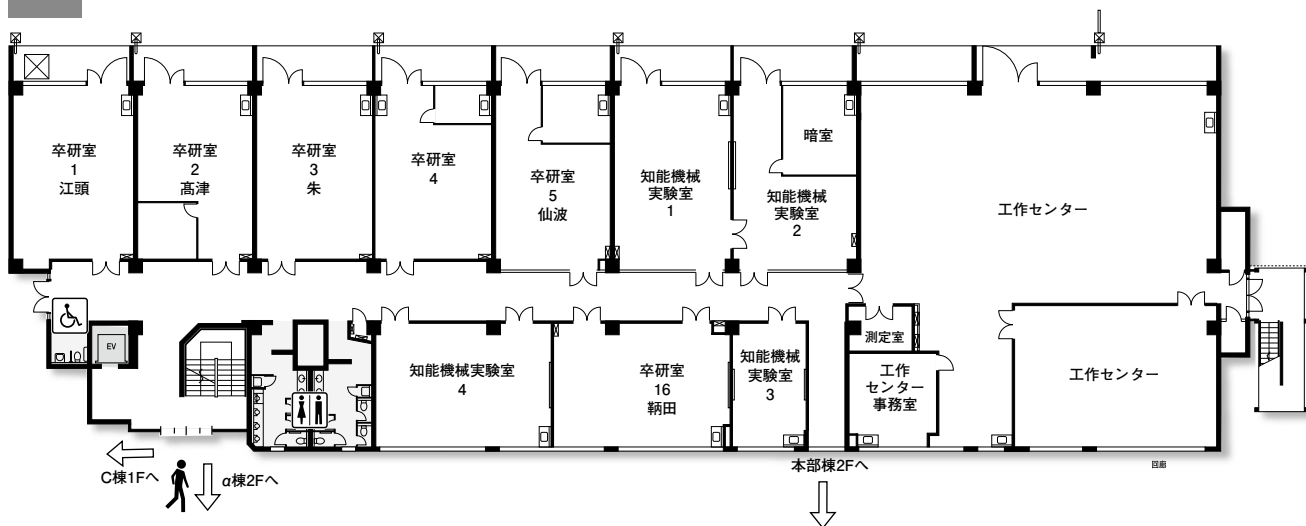 卒研室
1
江頭
卒研室
2
髙津
卒研室
3
朱
卒研室
4
卒研室
5
仙波
知能機械
実験室
1
暗室
知能機械
実験室
2
工作センター
EV
知能機械実験室
4
卒研室
16
鞆田
知能機械
実験室
3
測定室
工作
センター
事務室
工作センター
C棟1Fへ
α棟2Fへ
本部棟2Fへ
回廊